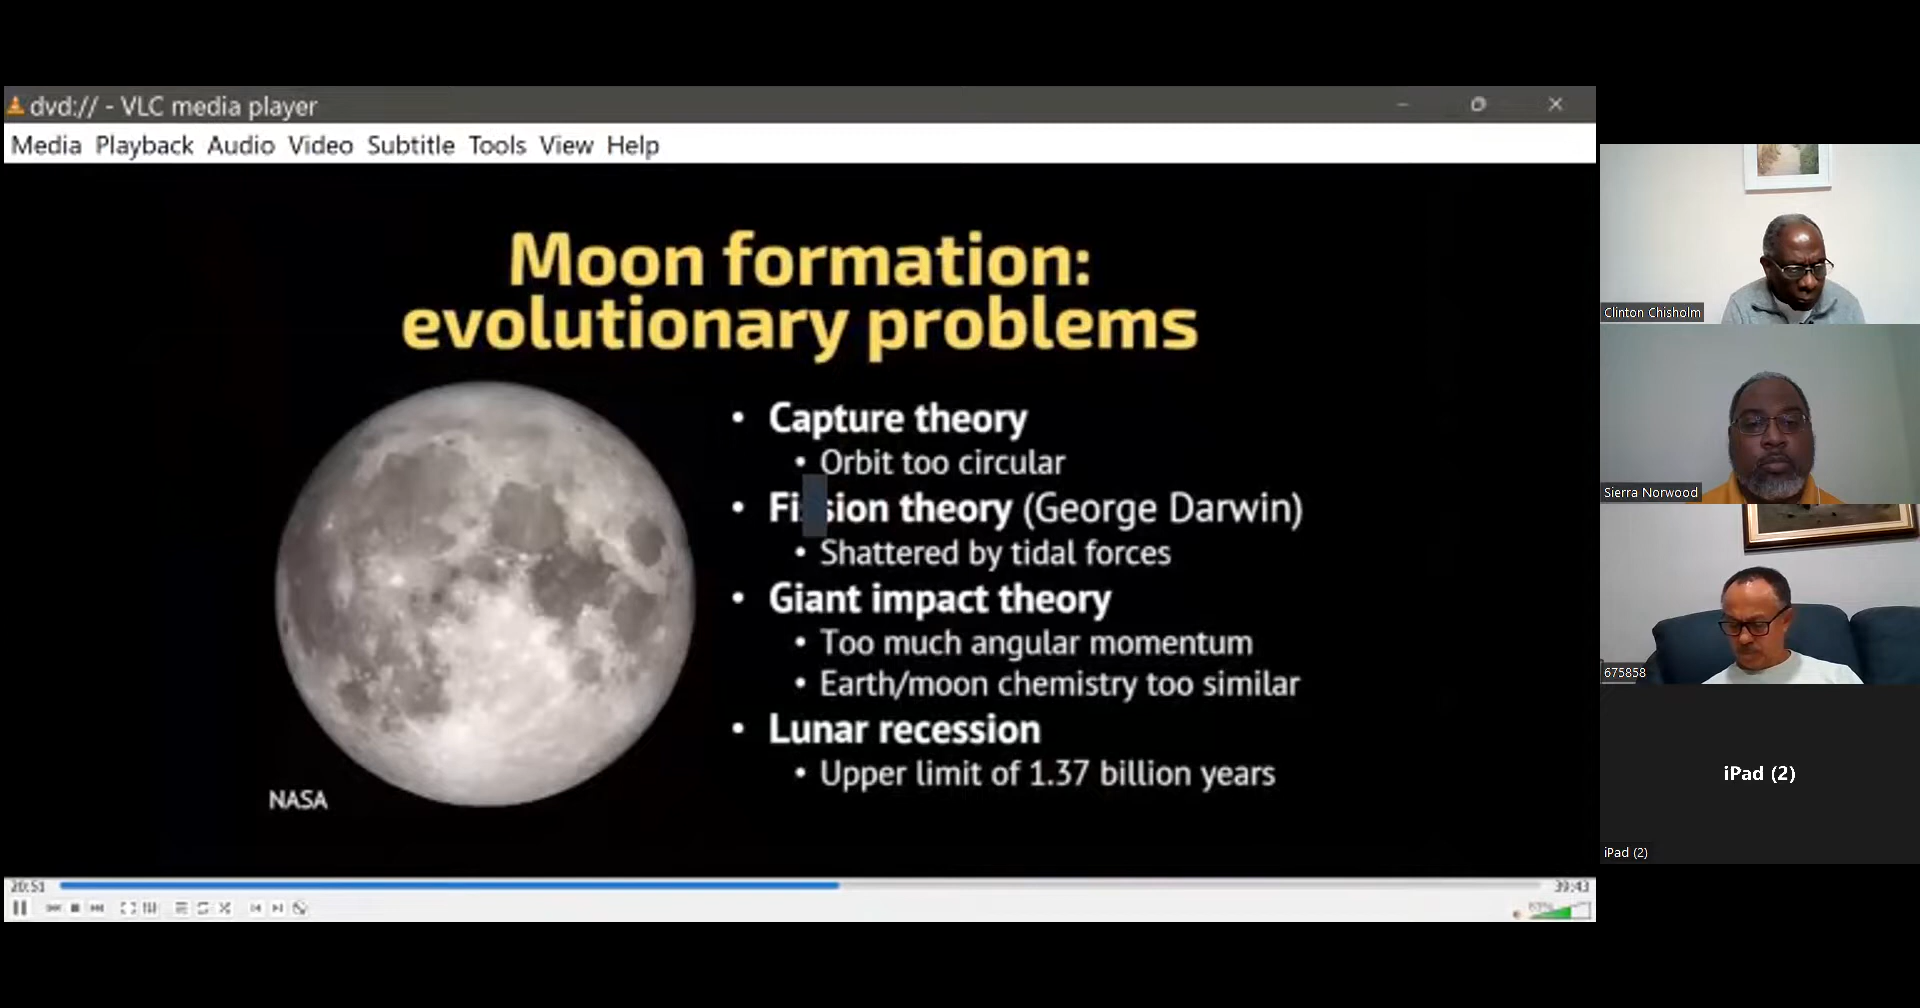 dvd:// - VLC media player
Media Playback Audio Video Subtitle Tools View Help
Moon formation:
evolutionary problems
• Capture theory
• Orbit too circular
• Fission theory (George Darwin)
• Shattered by tidal forces
• Giant impact theory
• Too much angular momentum
• Earth/moon chemistry too similar
• Lunar recession
• Upper limit of 1.37 billion years
NASA
20:51
39:43
Clinton Chisholm
Sierra Norwood
675858
iPad (2)
iPad (2)